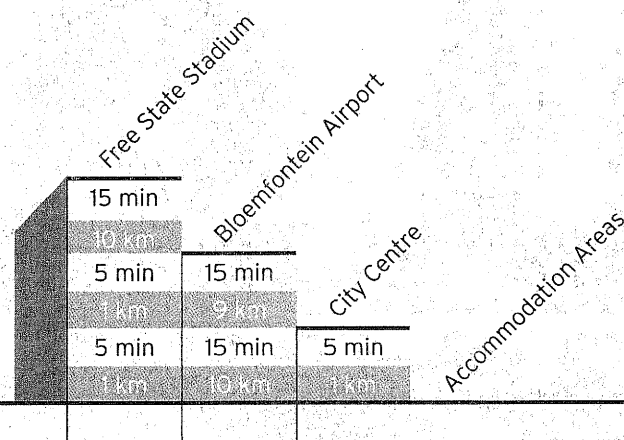 Free State Stadium
Bloemfontein Airport
City Centre
Accommodation Areas
15 min
10 km
5 min 15 min
1 km 9 km
5 min 15 min 5 min
1 km 10 km 1 km